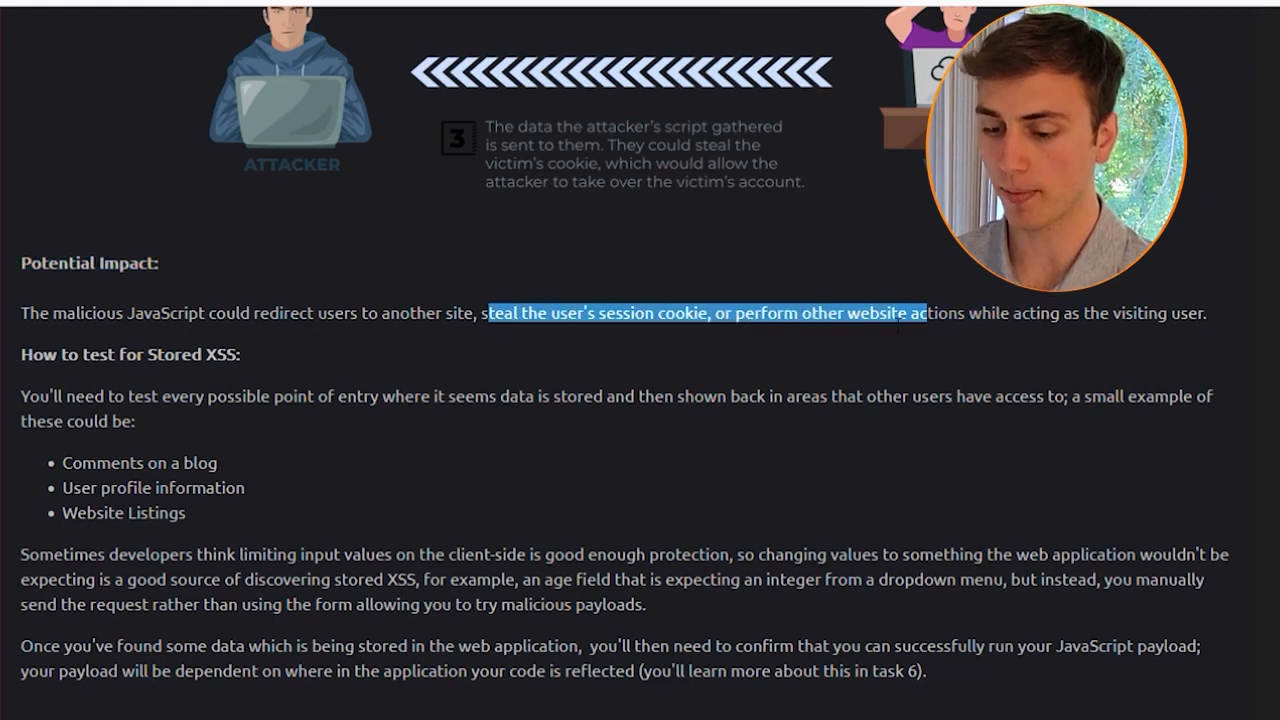 3
The data the attacker's script gathered
is sent to them. They could steal the
victim's cookie, which would allow the
attacker to take over the victim's account.
ATTACKER
Potential Impact:
The malicious JavaScript could redirect users to another site, steal the user's session cookie, or perform other website actions while acting as the visiting user.
How to test for Stored XSS:
You'll need to test every possible point of entry where it seems data is stored and then shown back in areas that other users have access to; a small example of
these could be:
• Comments on a blog
• User profile information
• Website Listings
Sometimes developers think limiting input values on the client-side is good enough protection, so changing values to something the web application wouldn't be
expecting is a good source of discovering stored XSS, for example, an age field that is expecting an integer from a dropdown menu, but instead, you manually
send the request rather than using the form allowing you to try malicious payloads.
Once you've found some data which is being stored in the web application,  you'll then need to confirm that you can successfully run your JavaScript payload;
your payload will be dependent on where in the application your code is reflected (you'll learn more about this in task 6).